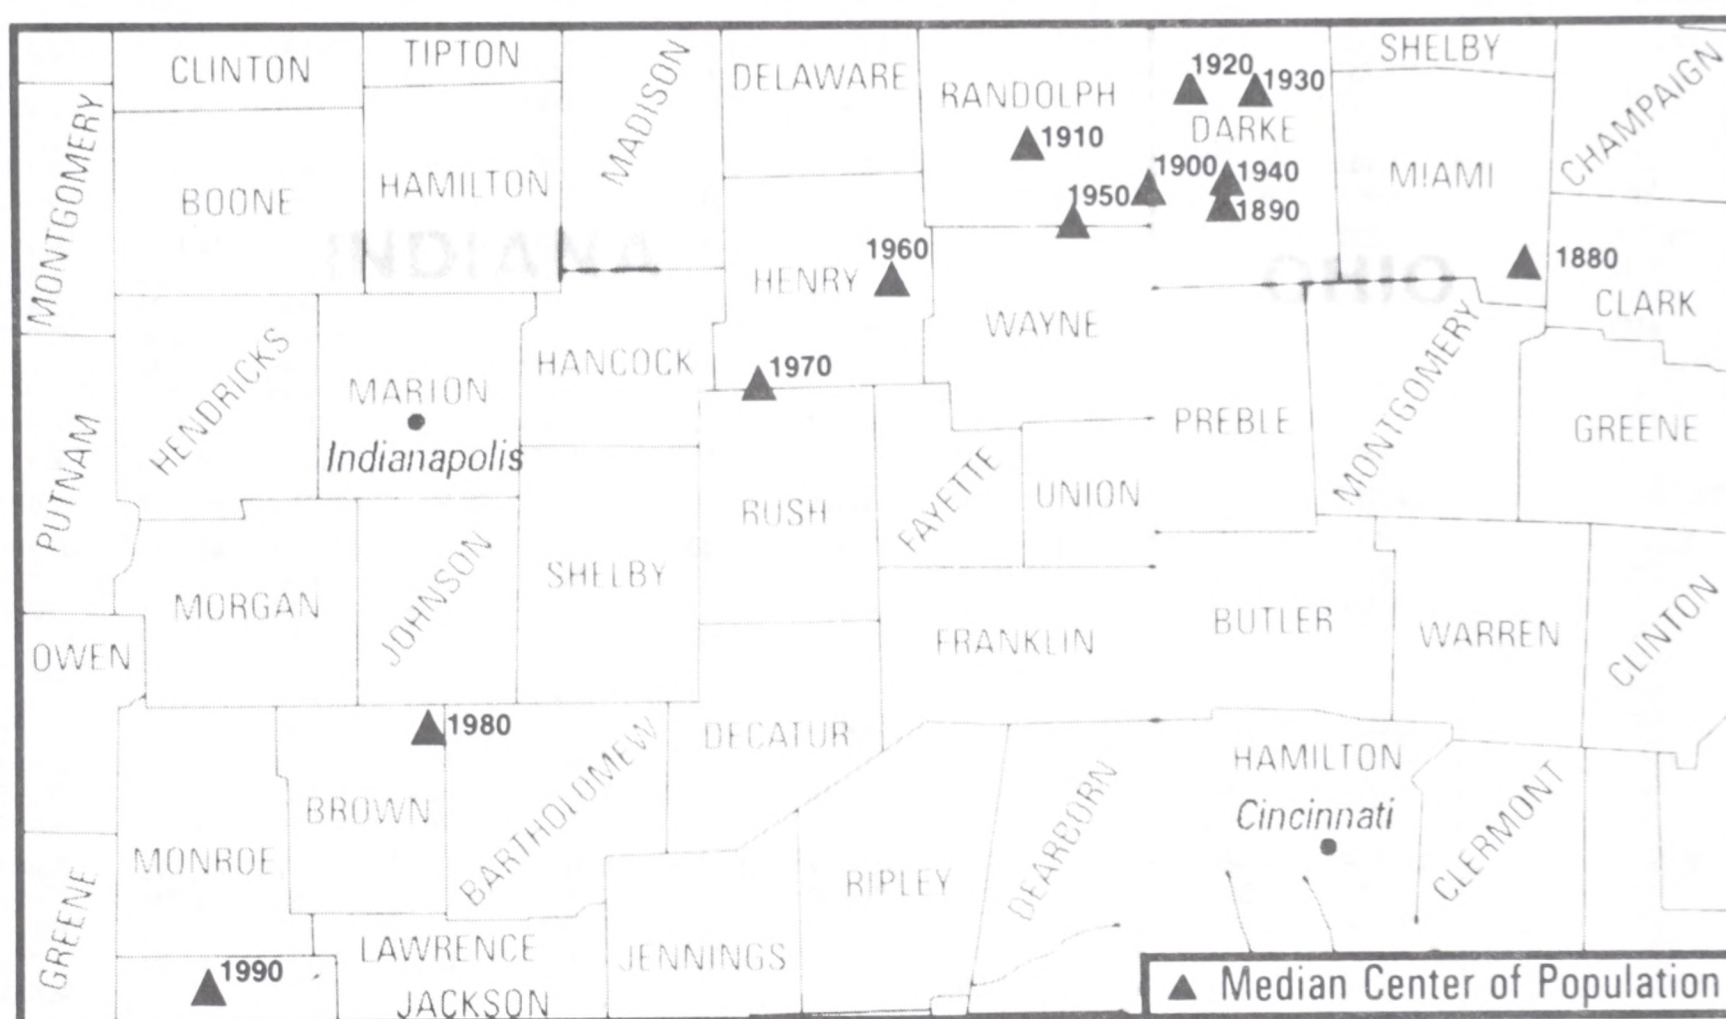 CLINTON
TIPTON
MADISON
DELAWARE
RANDOLPH
1920
1930
SHELBY
CHAMPAIGN
MONTGOMERY
BOONE
HAMILTON
1910
DARKE
MIAMI
1900
1940
1950
1890
INDIANA
1960
HENRY
OHIO
1880
CLARK
WAYNE
HENDRICKS
MARION
Indianapolis
HANCOCK
1970
PREBLE
MONTGOMERY
GREENE
PUTNAM
RUSH
FAYETTE
UNION
MORGAN
JOHNSON
SHELBY
OWEN
FRANKLIN
BUTLER
WARREN
CLINTON
1980
DECATUR
HAMILTON
Cincinnati
BROWN
BARTHOLOMEW
MONROE
RIPLEY
DEARBORN
CLERMONT
GREENE
LAWRENCE
JENNINGS
1990
JACKSON
Median Center of Population